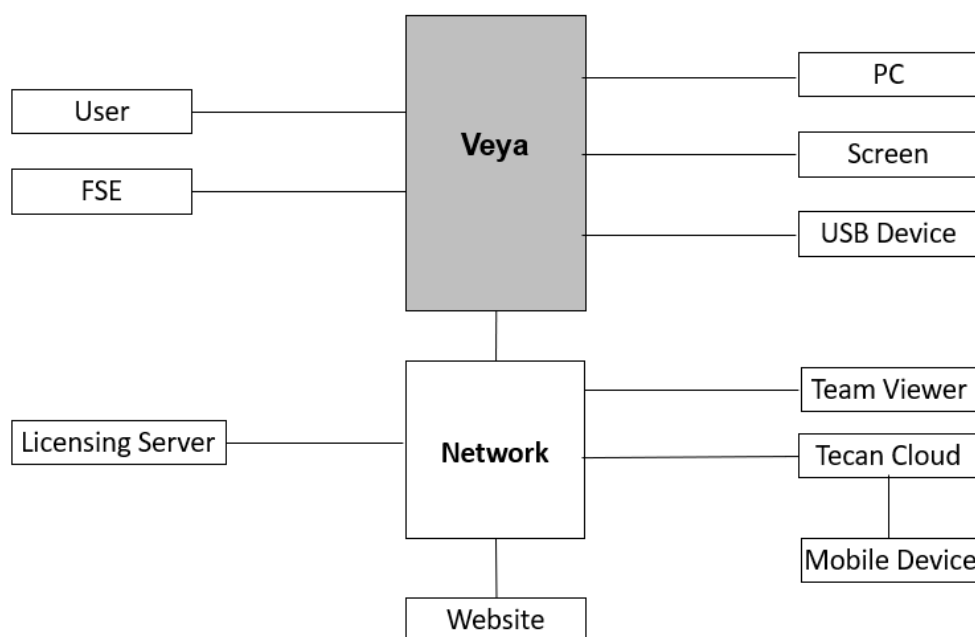 User
FSE
Veya
PC
Screen
USB Device
Licensing Server
Network
Team Viewer
Tecan Cloud
Mobile Device
Website